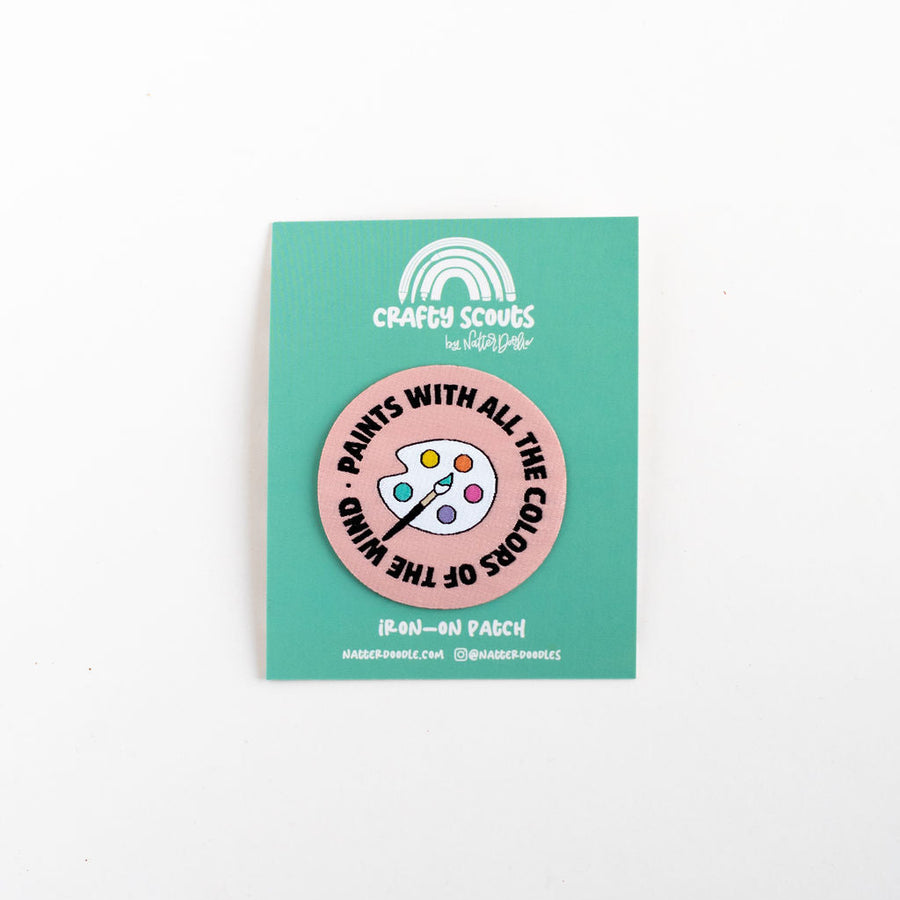 CRAFTY SCOUTS
by NatterDoodle
· PAINTS WITH ALL THE COLORS OF THE WIND
iRON-ON PATCH
NATTERDOODLE.COM @NATTERDOODLES